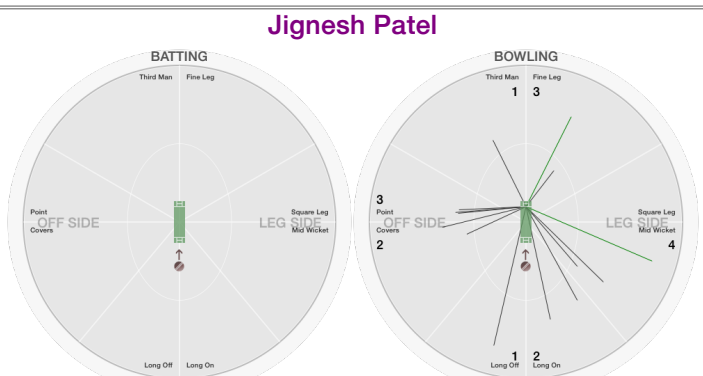 Jignesh Patel
BATTING
BOWLING
Third Man Fine Leg
Third Man Fine Leg
1 3
Point
OFF SIDE
Covers
Square Leg
LEG SIDE
Mid Wicket
3
Point
OFF SIDE
Covers
2
Square Leg
LEG SIDE
Mid Wicket
4
Long Off Long On
1 2
Long Off Long On